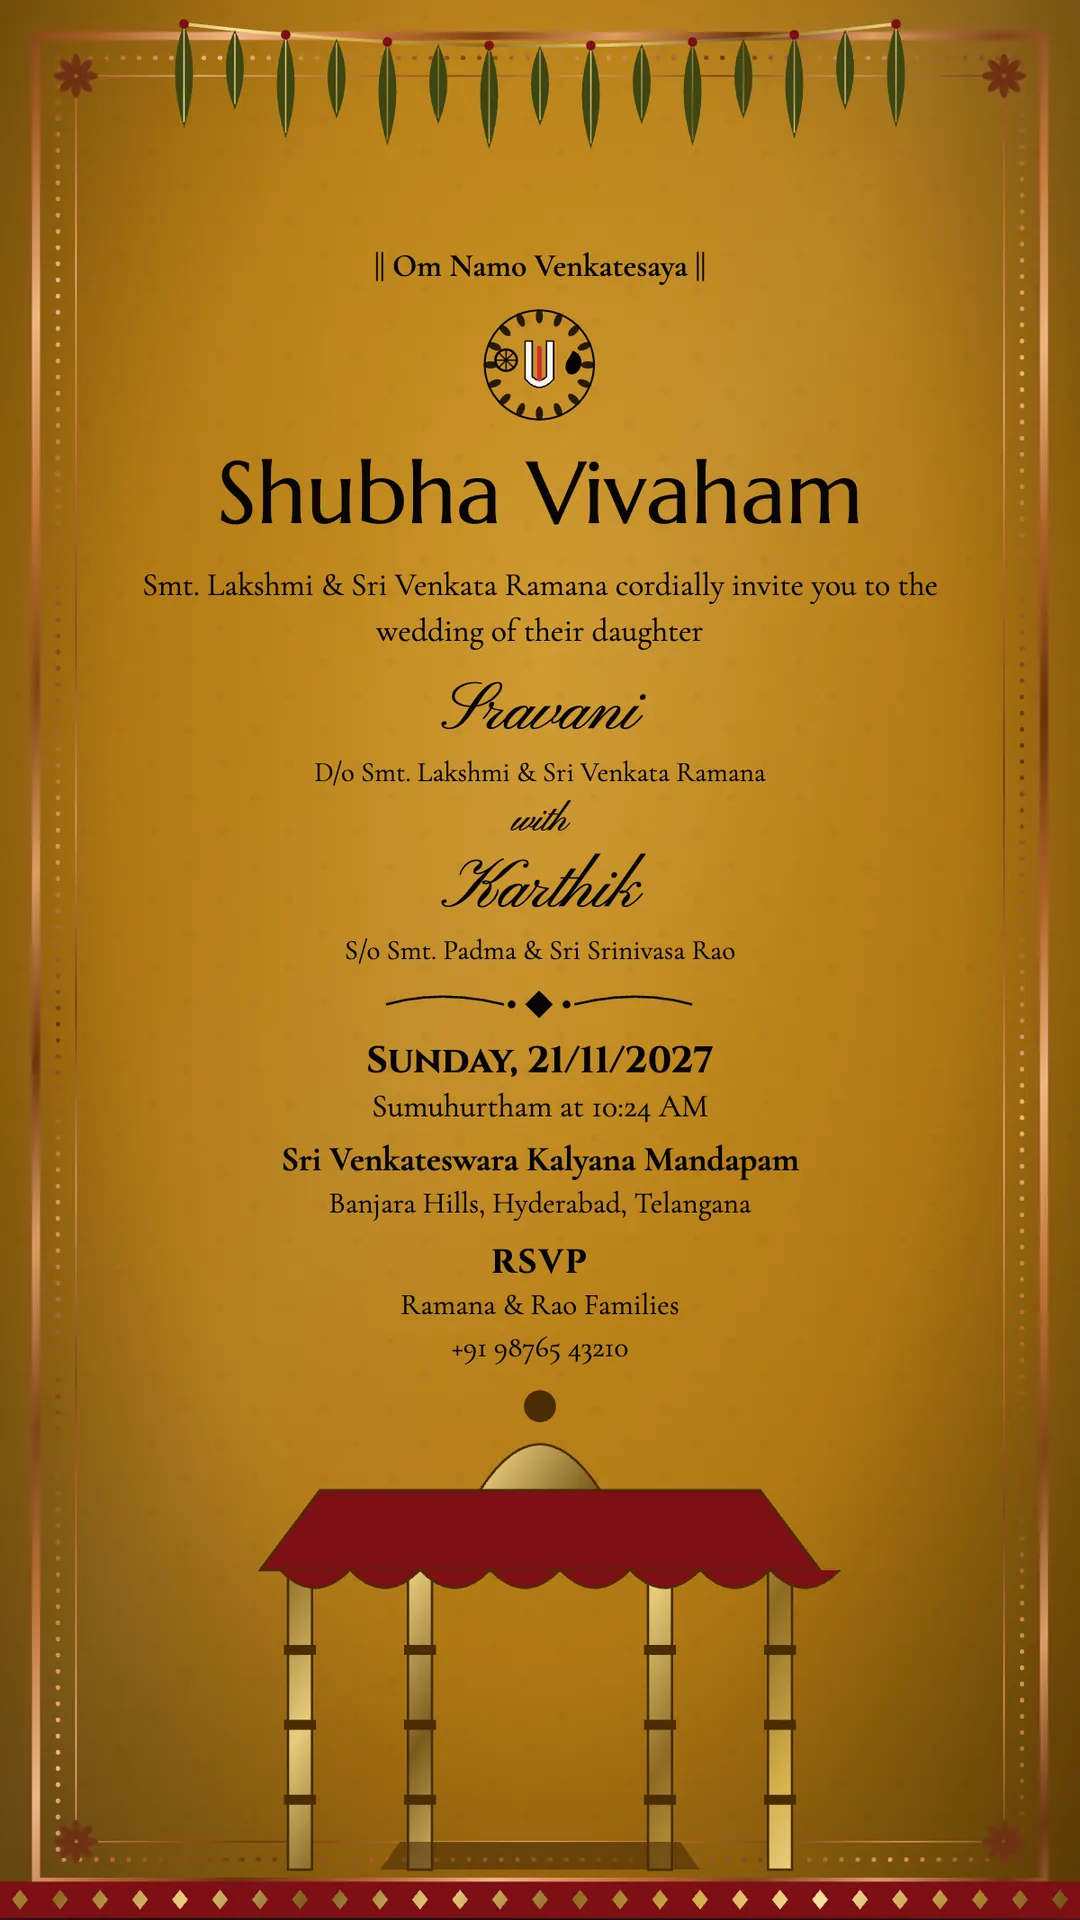 || Om Namo Venkatesaya ||
Shubha Vivaham
Smt. Lakshmi & Sri Venkata Ramana cordially invite you to the
wedding of their daughter
Sravani
D/o Smt. Lakshmi & Sri Venkata Ramana
with
Karthik
S/o Smt. Padma & Sri Srinivasa Rao
Sunday, 21/11/2027
Sumuhurtham at 10:24 AM
Sri Venkateswara Kalyana Mandapam
Banjara Hills, Hyderabad, Telangana
RSVP
Ramana & Rao Families
+91 98765 43210